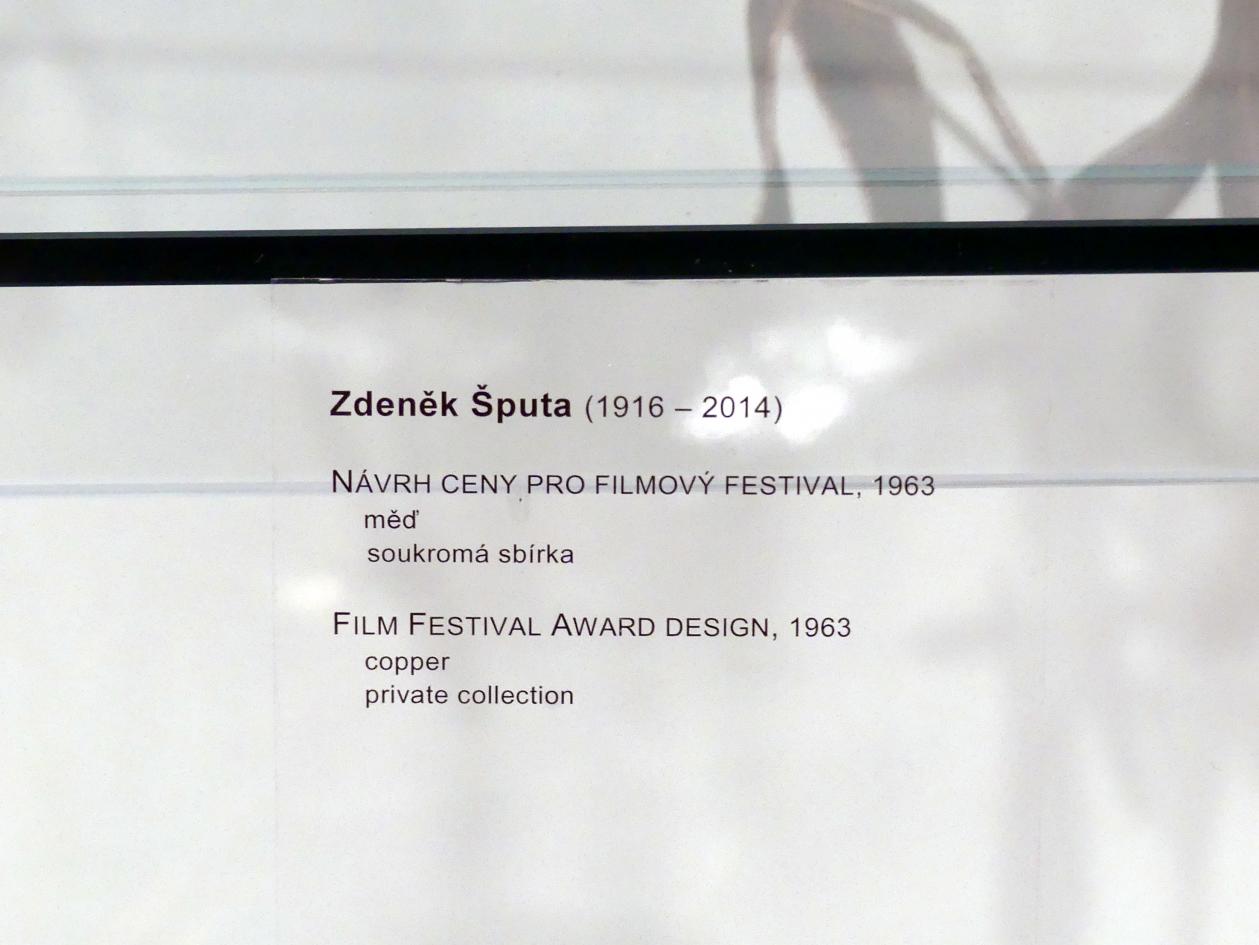 Zdeněk Šputa (1916 – 2014)
NÁVRH CENY PRO FILMOVÝ FESTIVAL, 1963
měď
soukromá sbírka
FILM FESTIVAL AWARD DESIGN, 1963
copper
private collection